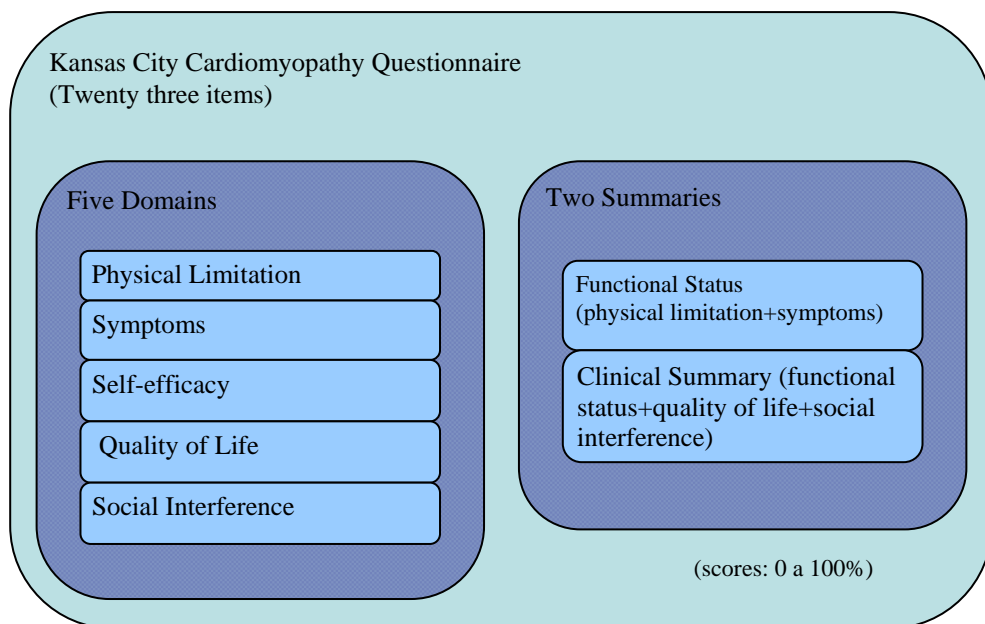 Kansas City Cardiomyopathy Questionnaire
(Twenty three items)
Five Domains
Physical Limitation
Symptoms
Self-efficacy
Quality of Life
Social Interference
Two Summaries
Functional Status
(physical limitation+symptoms)
Clinical Summary (functional
status+quality of life+social
interference)
(scores: 0 a 100%)